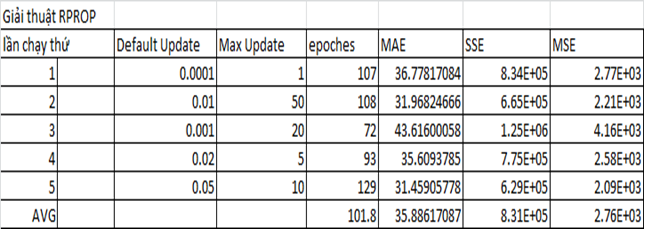 Giải thuật RPROP
lần chạy thứ Default Update Max Update epoches MAE SSE MSE
1 0.0001 1 107 36.77817084 8.34E+05 2.77E+03
2 0.01 50 108 31.96824666 6.65E+05 2.21E+03
3 0.001 20 72 43.61600058 1.25E+06 4.16E+03
4 0.02 5 93 35.6093785 7.75E+05 2.58E+03
5 0.05 10 129 31.45905778 6.29E+05 2.09E+03
AVG 101.8 35.88617087 8.31E+05 2.76E+03